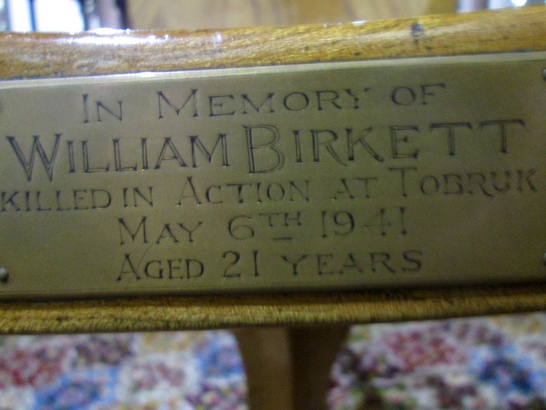 IN MEMORY OF
WILLIAM BIRKETT
KILLED IN ACTION AT TOBRUK
MAY 6TH 1941
AGED 21 YEARS